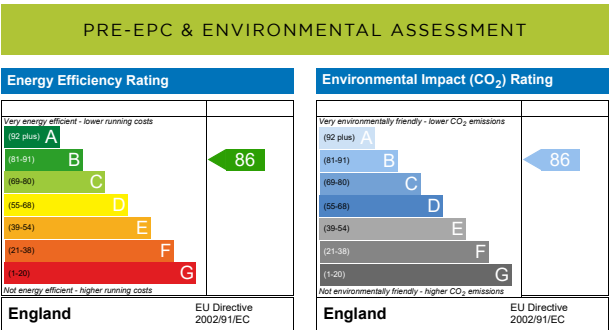 PRE-EPC & ENVIRONMENTAL ASSESSMENT
Energy Efficiency Rating
Very energy efficient - lower running costs
(92 plus) A
(81-91) B
86
(69-80) C
(55-68) D
(39-54) E
(21-38) F
(1-20) G
Not energy efficient - higher running costs
England
EU Directive
2002/91/EC
Environmental Impact (CO₂) Rating
Very environmentally friendly - lower CO₂ emissions
(92 plus) A
(81-91) B
86
(69-80) C
(55-68) D
(39-54) E
(21-38) F
(1-20) G
Not environmentally friendly - higher CO₂ emissions
England
EU Directive
2002/91/EC